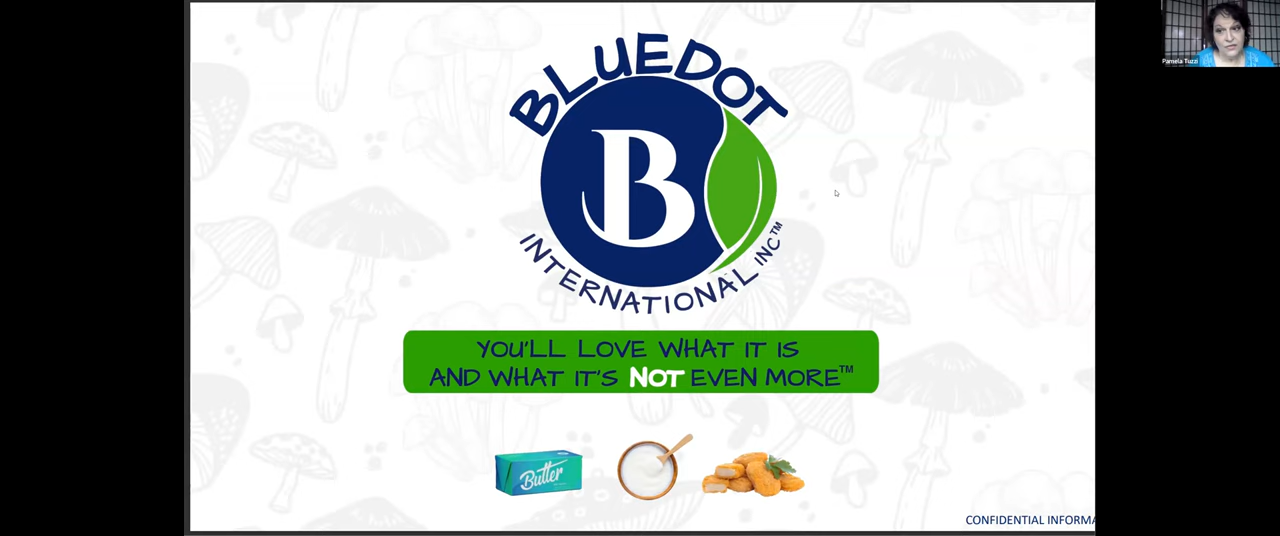 BLUEDOT
B
INTERNATIONAL INC™
YOU'LL LOVE WHAT IT IS
AND WHAT IT'S NOT EVEN MORE™
Butter
CONFIDENTIAL INFORMA
Pamela Tuzzi